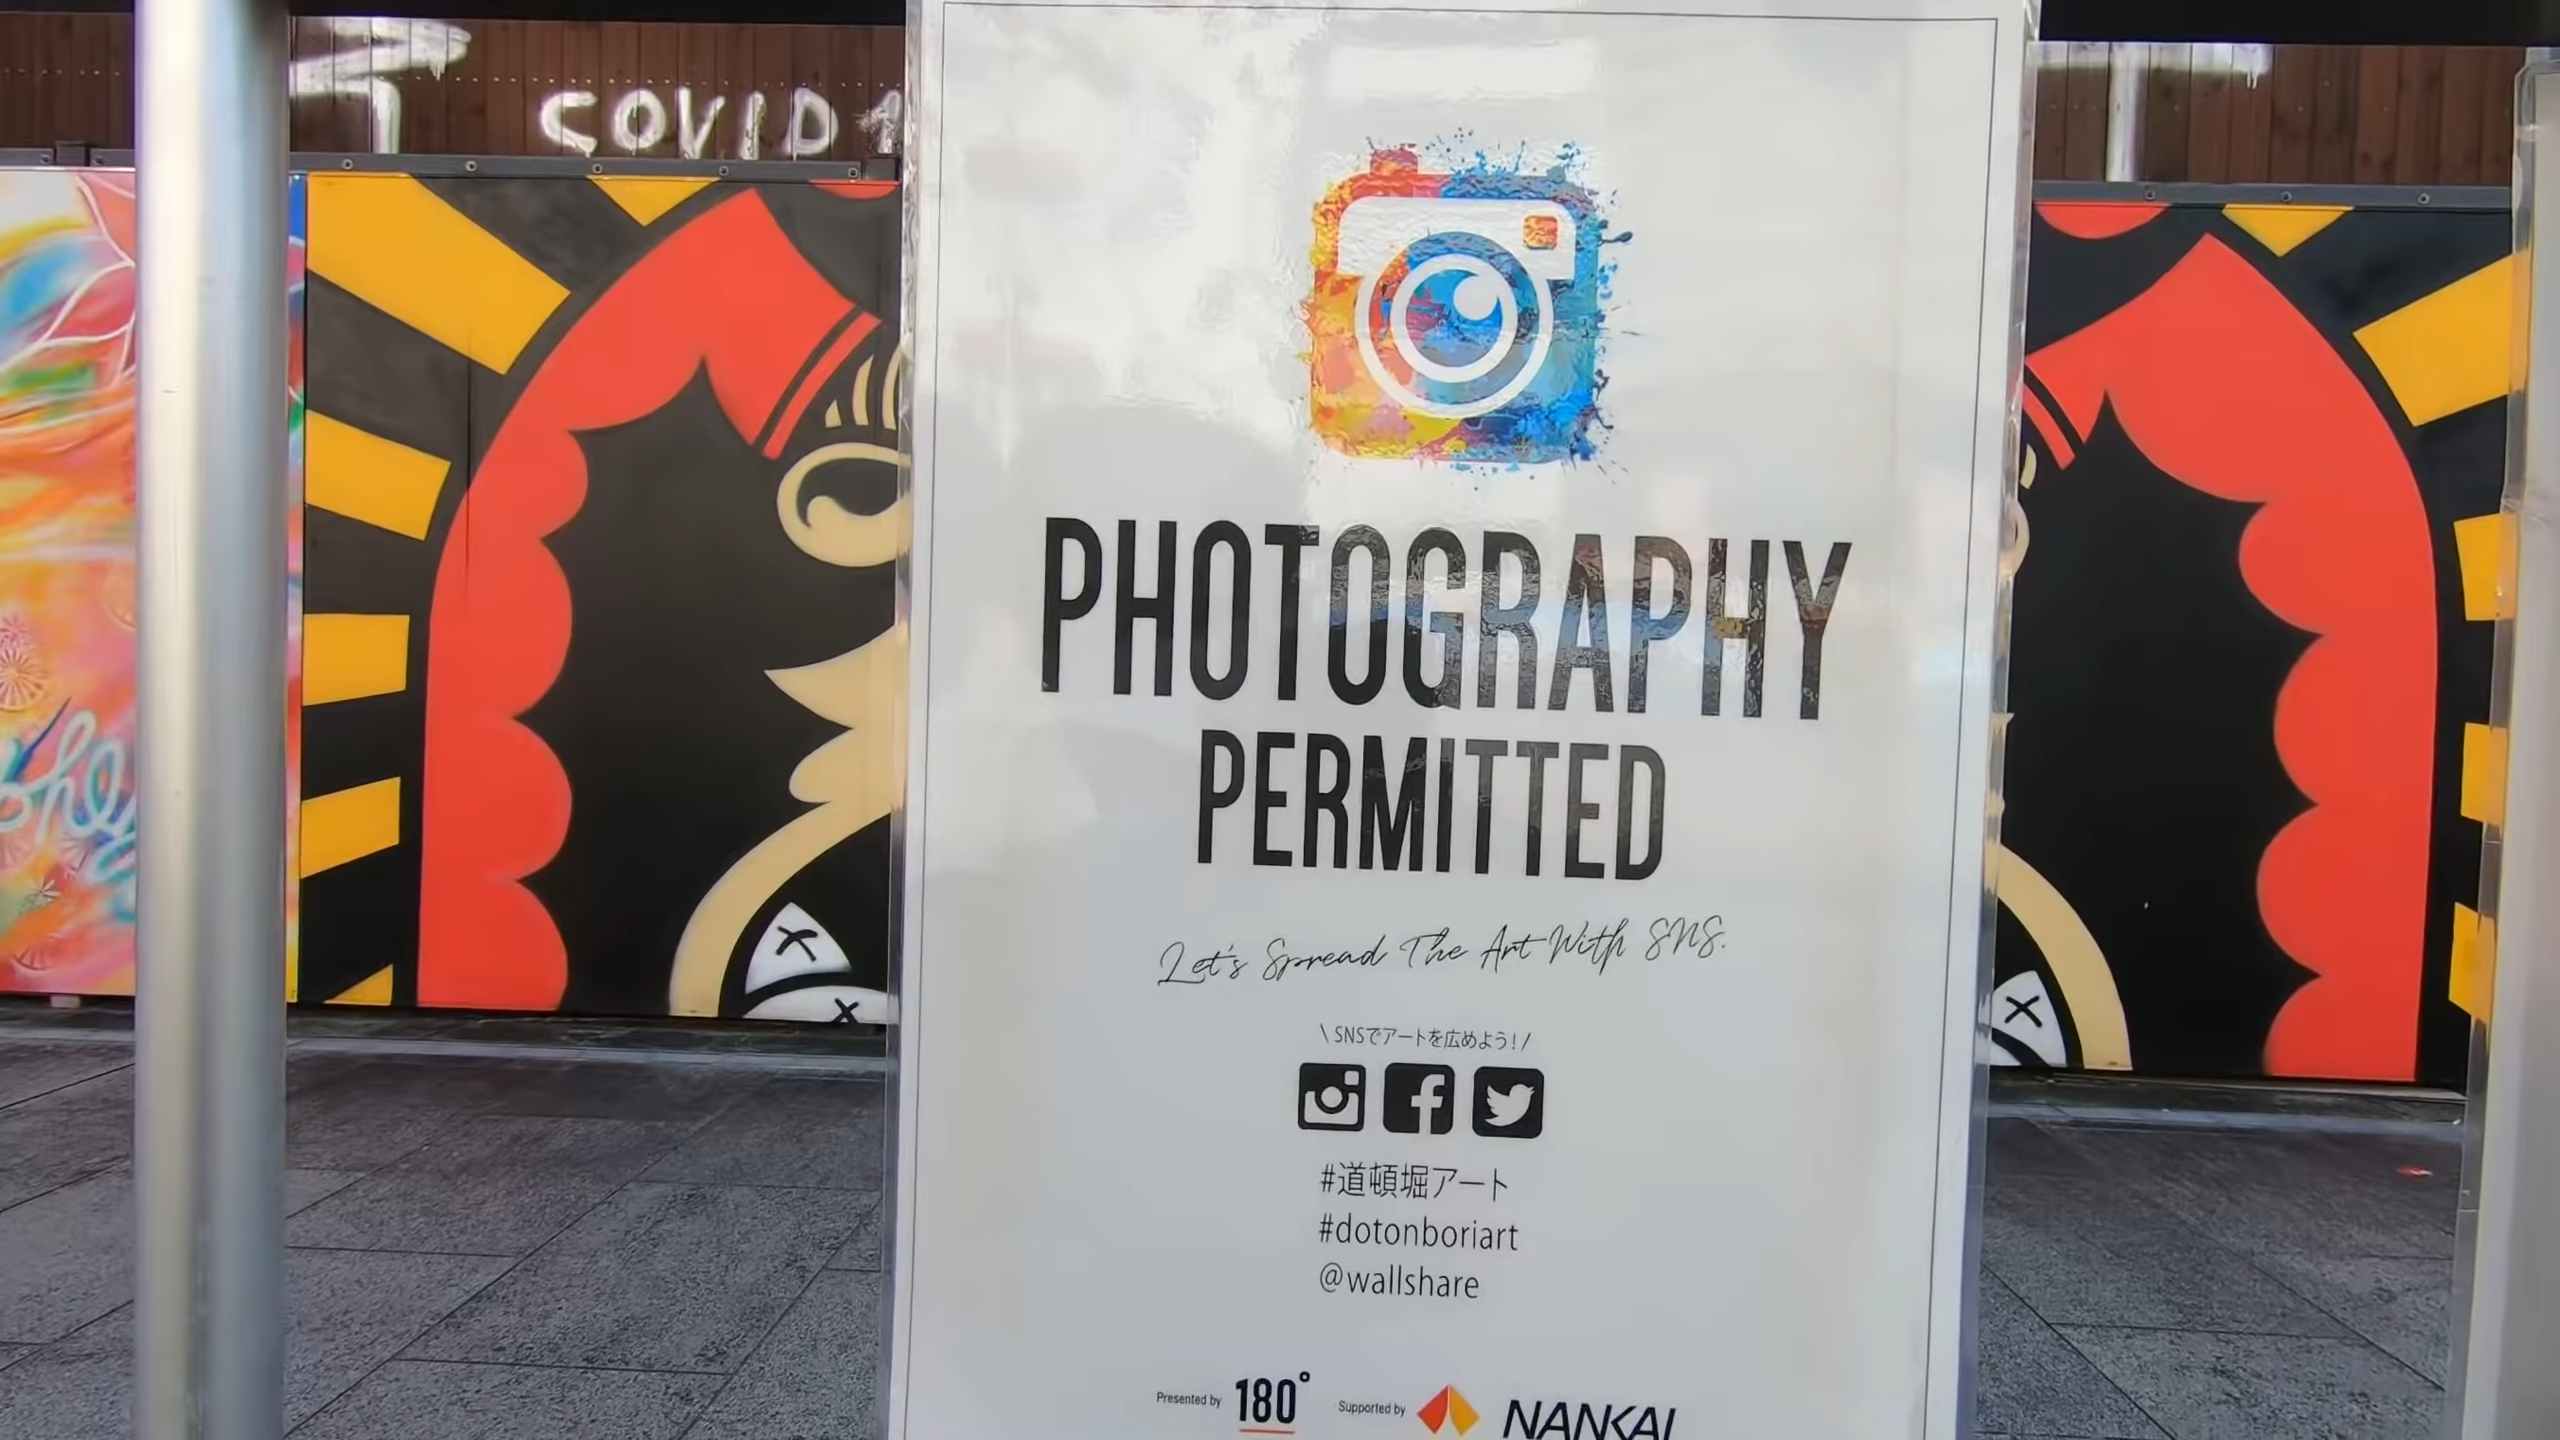 COVID
PHOTOGRAPHY
PERMITTED
Let's Spread The Art With SNS.
\ SNSでアートを広めよう! /
#道頓堀アート
#dotonboriart
@wallshare
Presented by 180° Supported by NANKAI